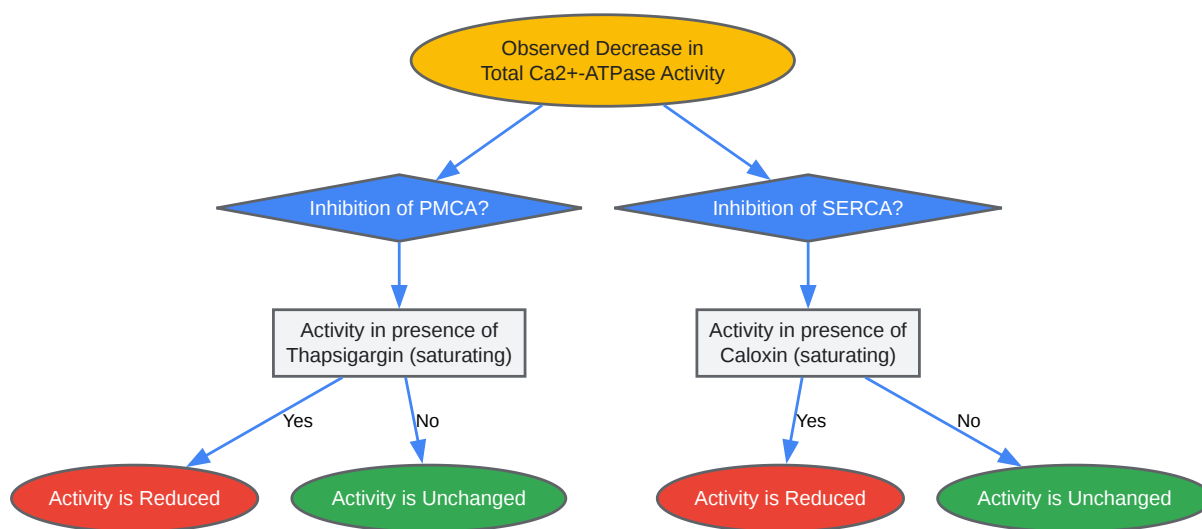 Observed Decrease in
Total Ca2+-ATPase Activity
Inhibition of PMCA?
Inhibition of SERCA?
Activity in presence of
Thapsigargin (saturating)
Activity in presence of
Caloxin (saturating)
Yes
No
Yes
No
Activity is Reduced
Activity is Unchanged
Activity is Reduced
Activity is Unchanged